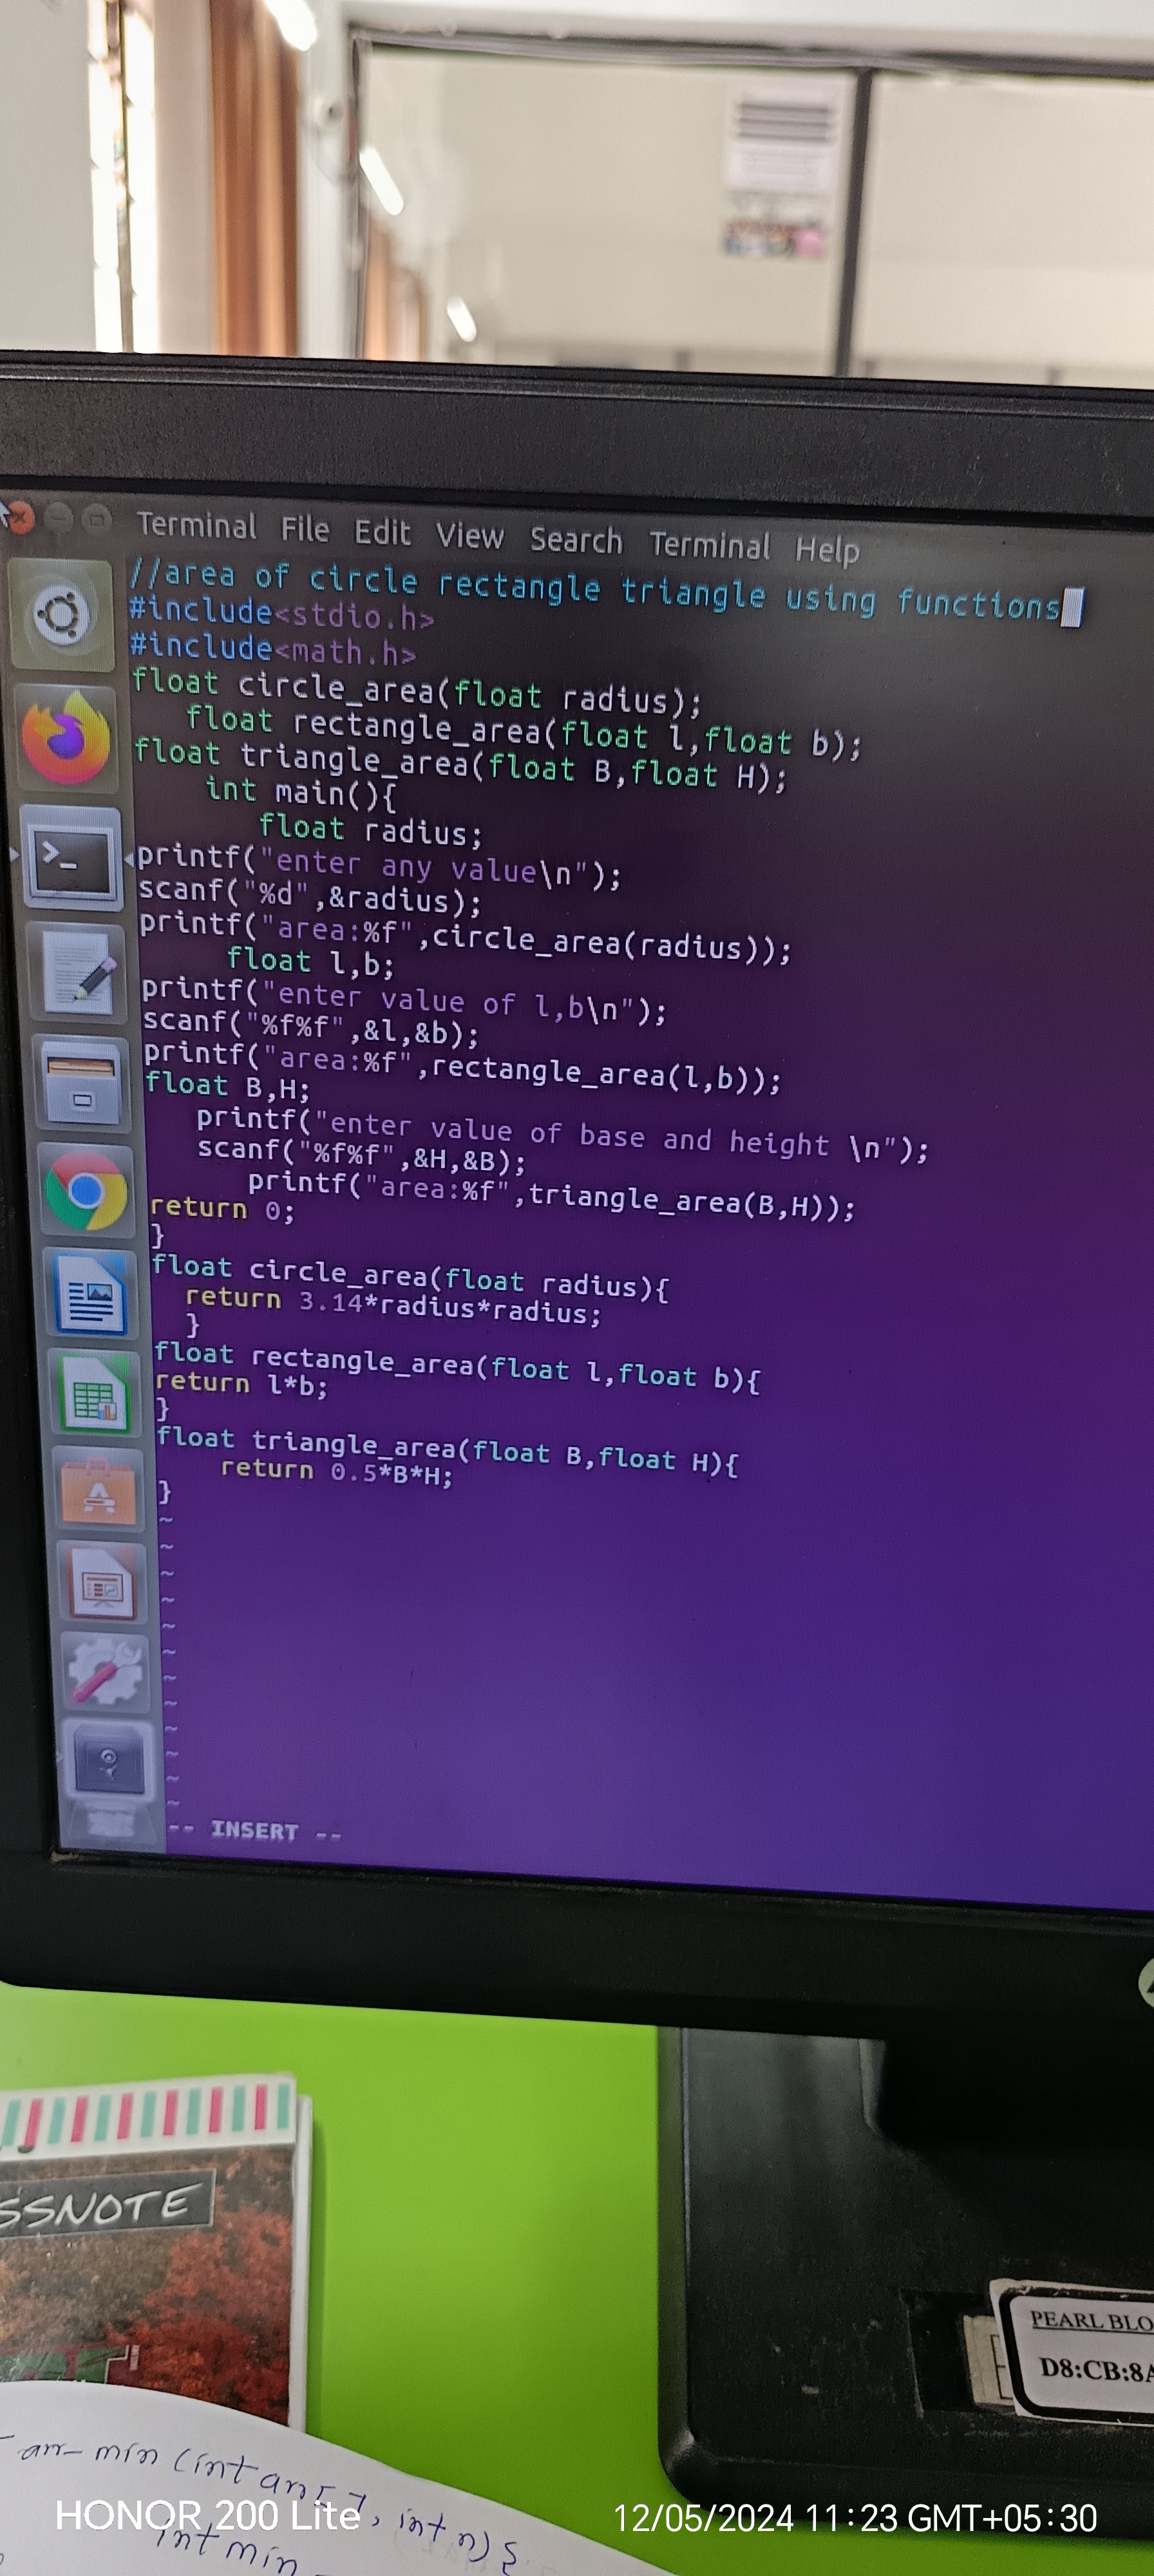 Terminal File Edit View Search Terminal Help
//area of circle rectangle triangle using functions
#include<stdio.h>
#include<math.h>
float circle_area(float radius);
float rectangle_area(float l,float b);
float triangle_area(float B,float H);
int main(){
float radius;
printf("enter any value\n");
scanf("%d",&radius);
printf("area:%f",circle_area(radius));
float l,b;
printf("enter value of l,b\n");
scanf("%f%f",&l,&b);
printf("area:%f",rectangle_area(l,b));
float B,H;
printf("enter value of base and height \n");
scanf("%f%f",&H,&B);
printf("area:%f",triangle_area(B,H));
return 0;
}
float circle_area(float radius){
return 3.14*radius*radius;
}
float rectangle_area(float l,float b){
return l*b;
}
float triangle_area(float B,float H){
return 0.5*B*H;
}
~
~
~
~
~
~
~
~
~
~
~
~
-- INSERT --
SSNOTE
PEARL BLO
D8:CB:8A
arr_min (int arr[], int n) {
int min
HONOR 200 Lite
12/05/2024 11:23 GMT+05:30